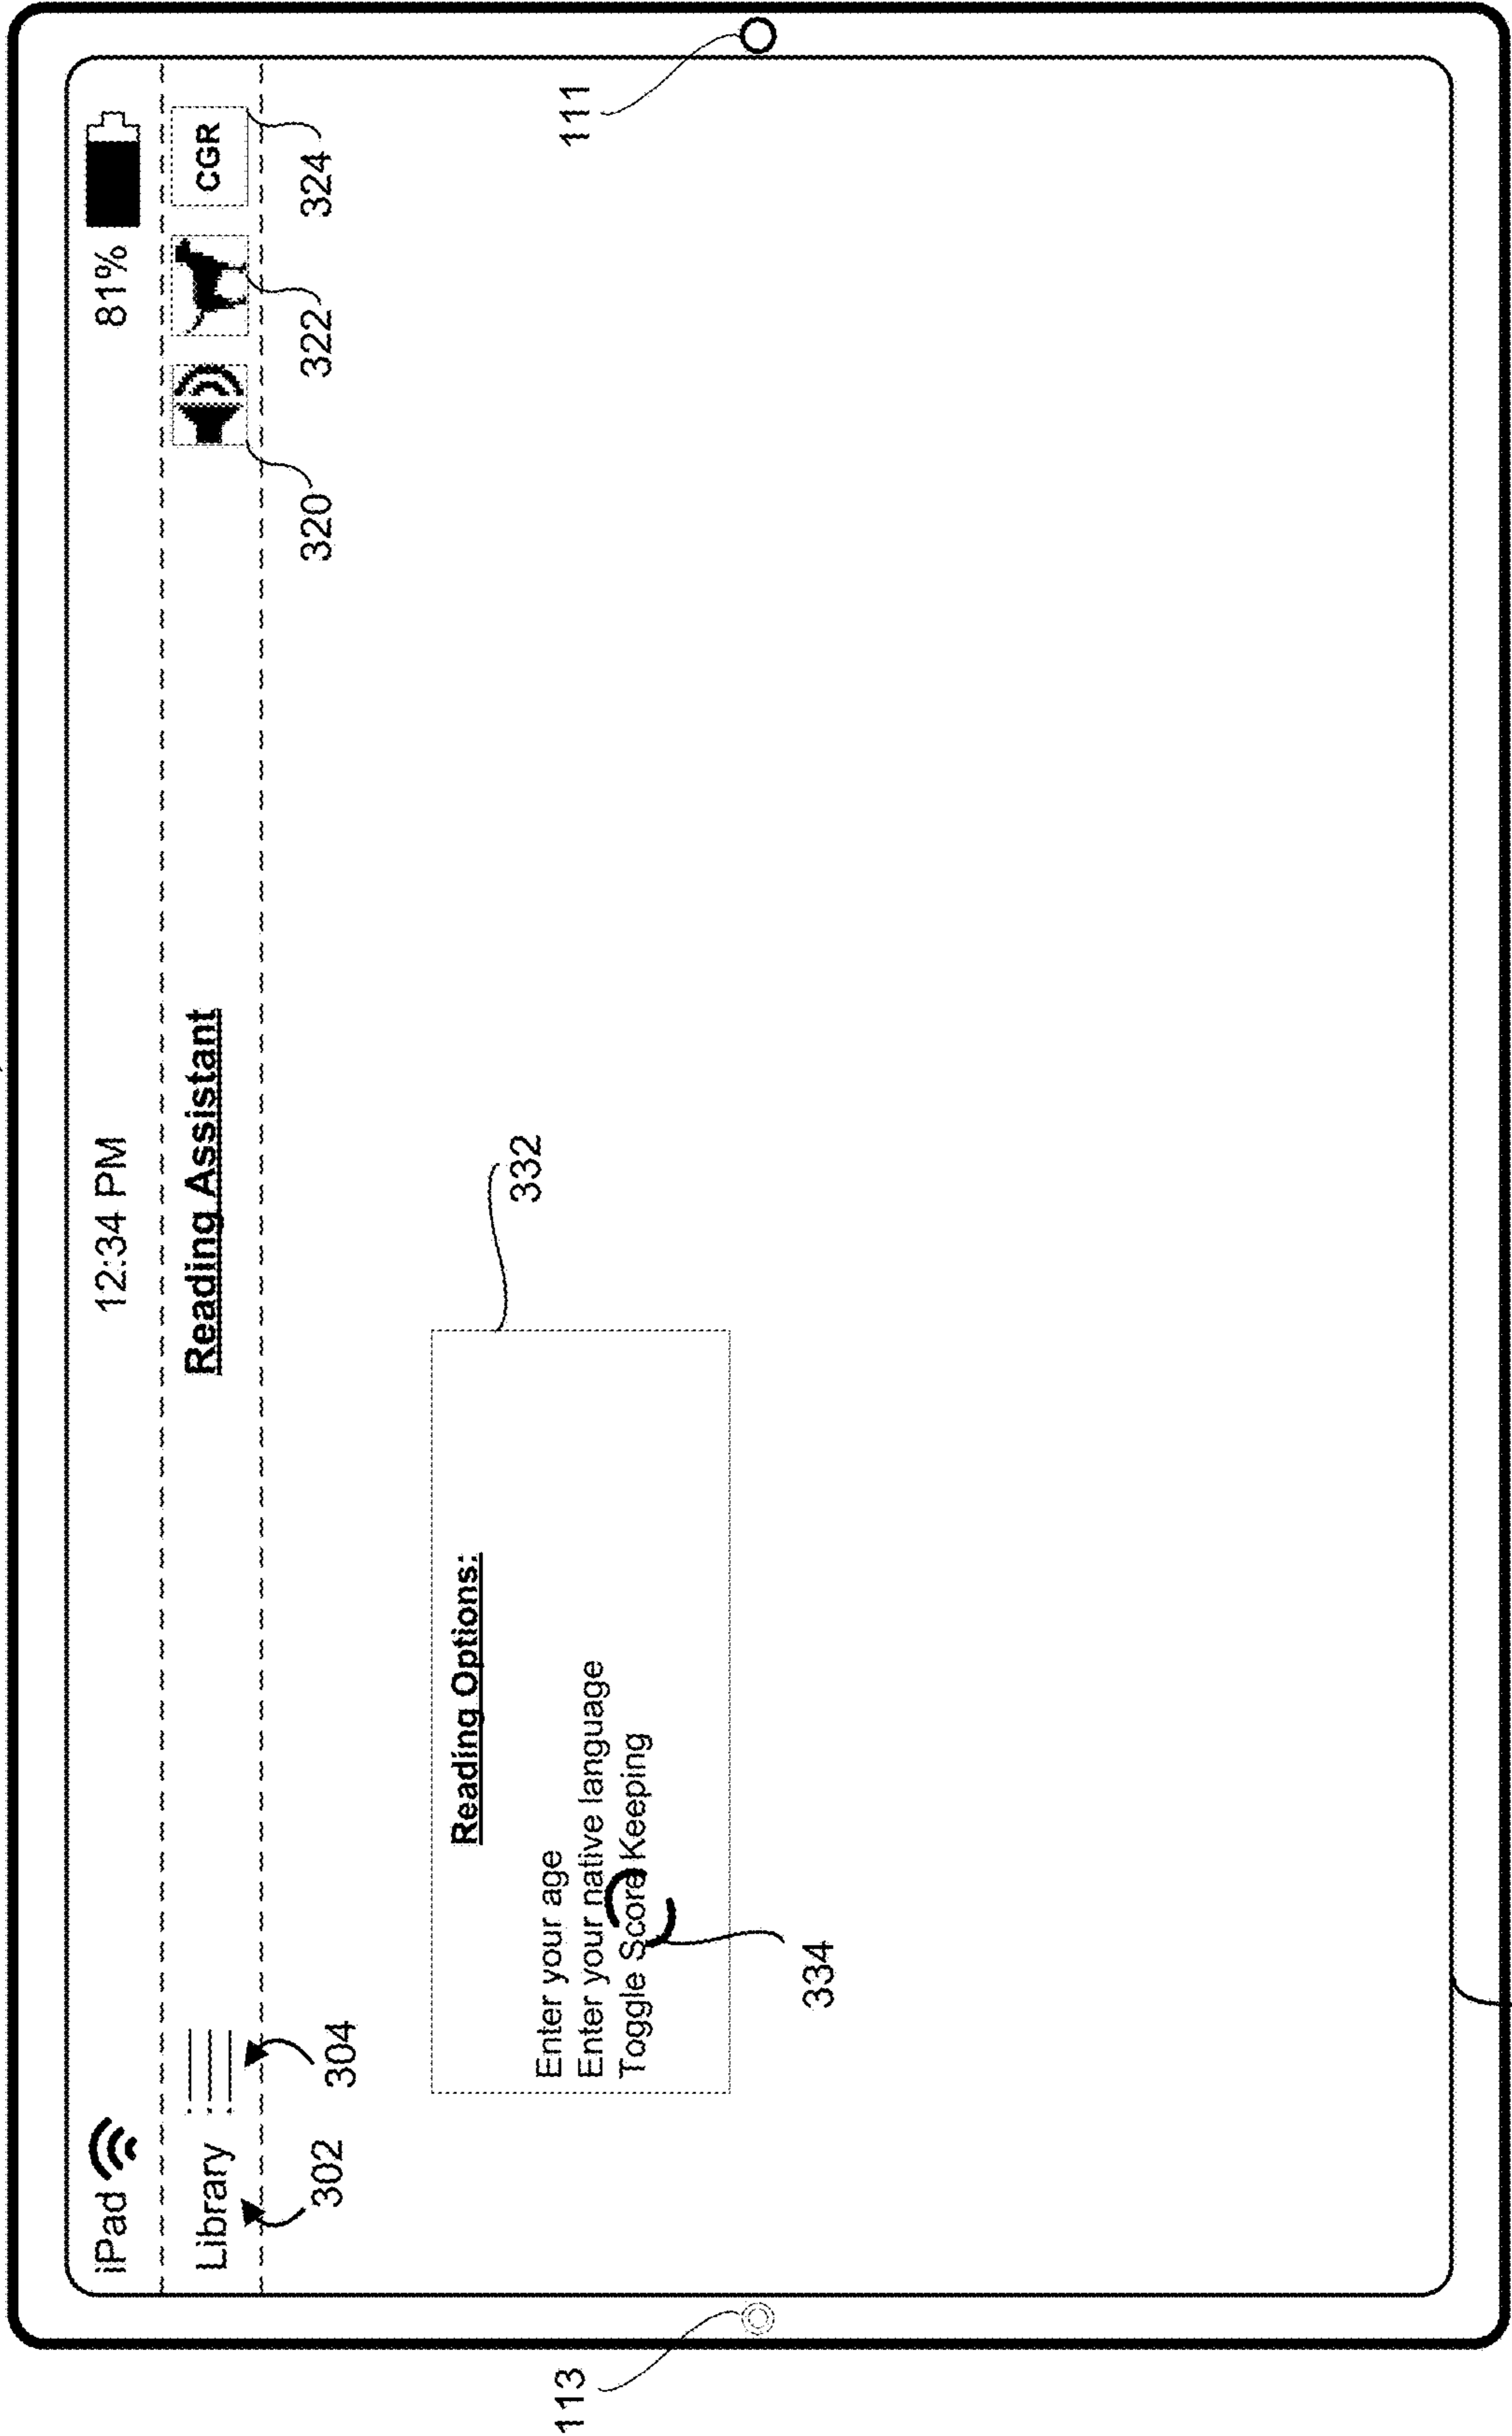 iPad 12:34 PM 81%
Library Reading Assistant CGR
302 304 320 322 324
332
Reading Options:
Enter your age
Enter your native language
Toggle Score Keeping
334
113 111